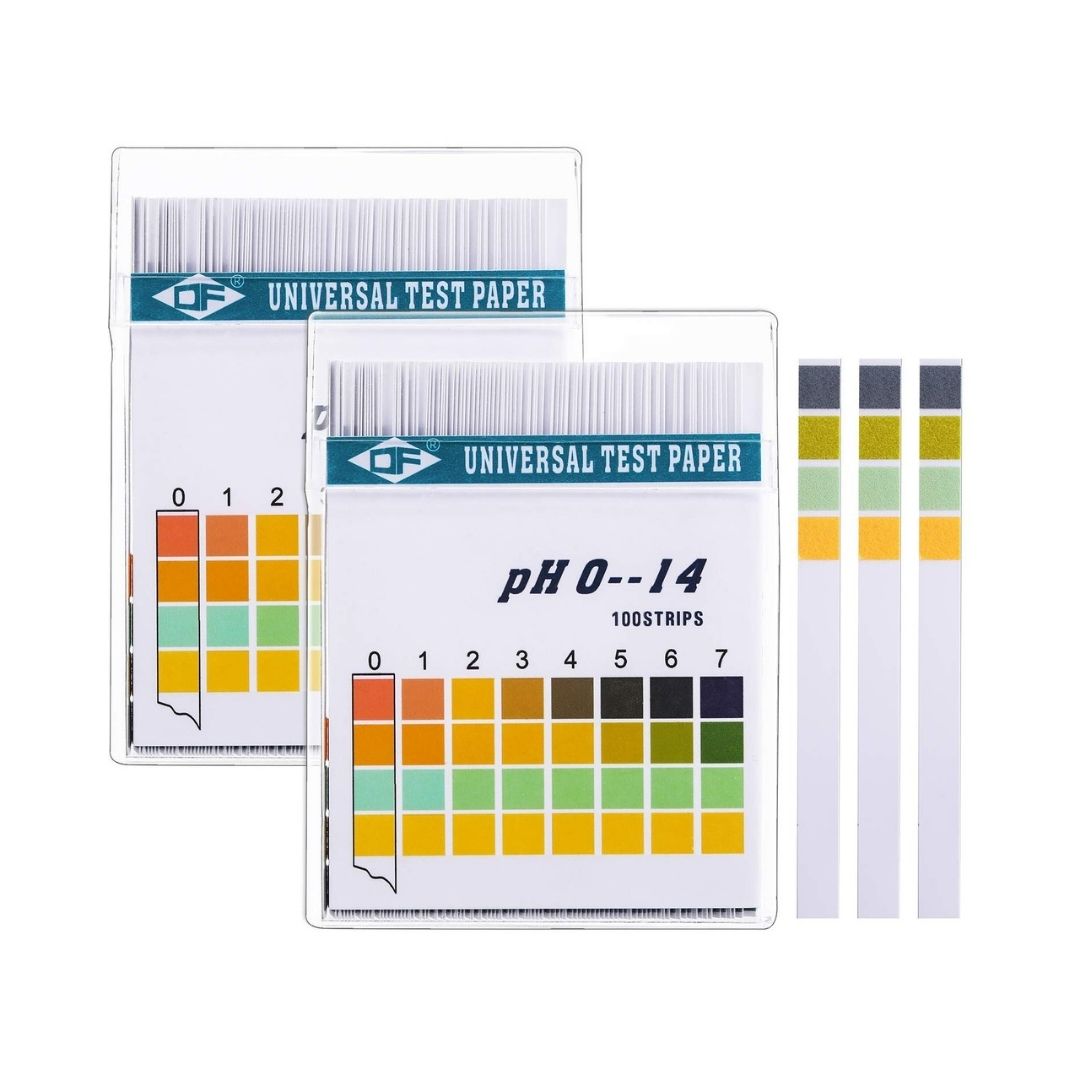 DF® UNIVERSAL TEST PAPER
0 1 2
DF® UNIVERSAL TEST PAPER
pH 0--14
100STRIPS
0 1 2 3 4 5 6 7